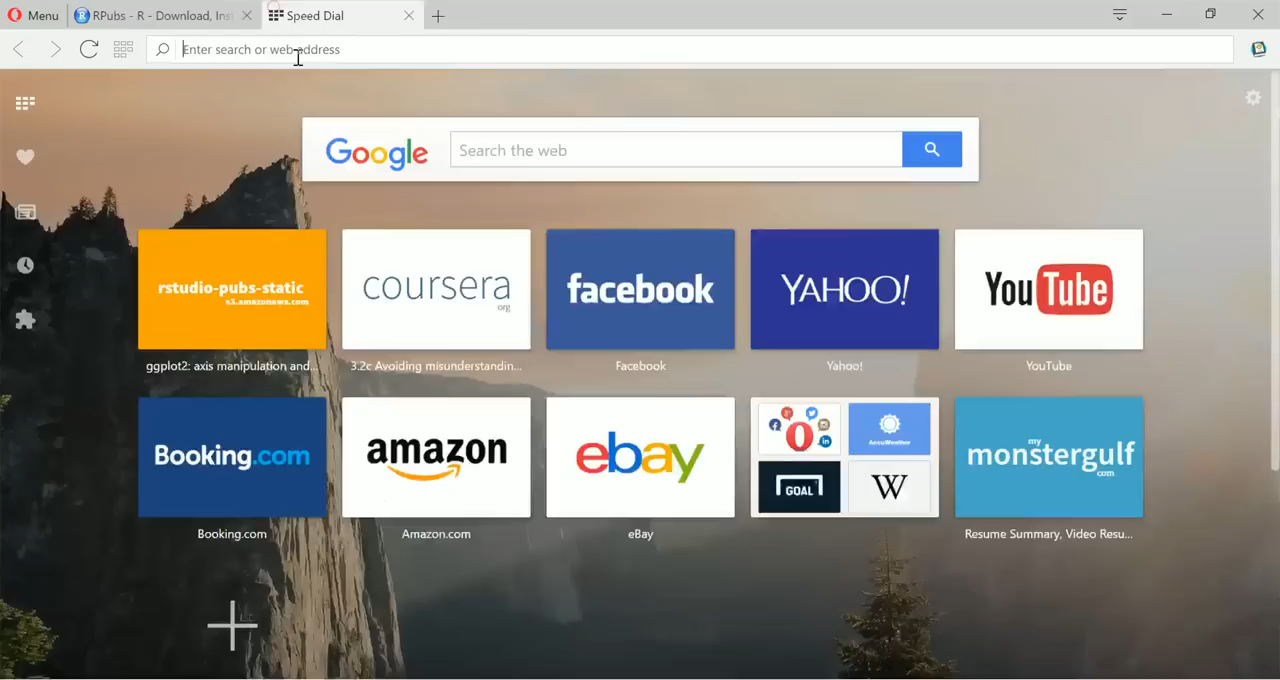 Menu
RPubs - R - Download, Inst
Speed Dial
Enter search or web address
Google
Search the web
rstudio-pubs-static
s3.amazonaws.com
coursera
org
facebook
YAHOO!
YouTube
ggplot2: axis manipulation and...
3.2c Avoiding misunderstandin...
Facebook
Yahoo!
YouTube
Booking.com
amazon
ebay
AccuWeather
GOAL
W
my
monstergulf
.com
Booking.com
Amazon.com
eBay
Resume Summary, Video Resu...